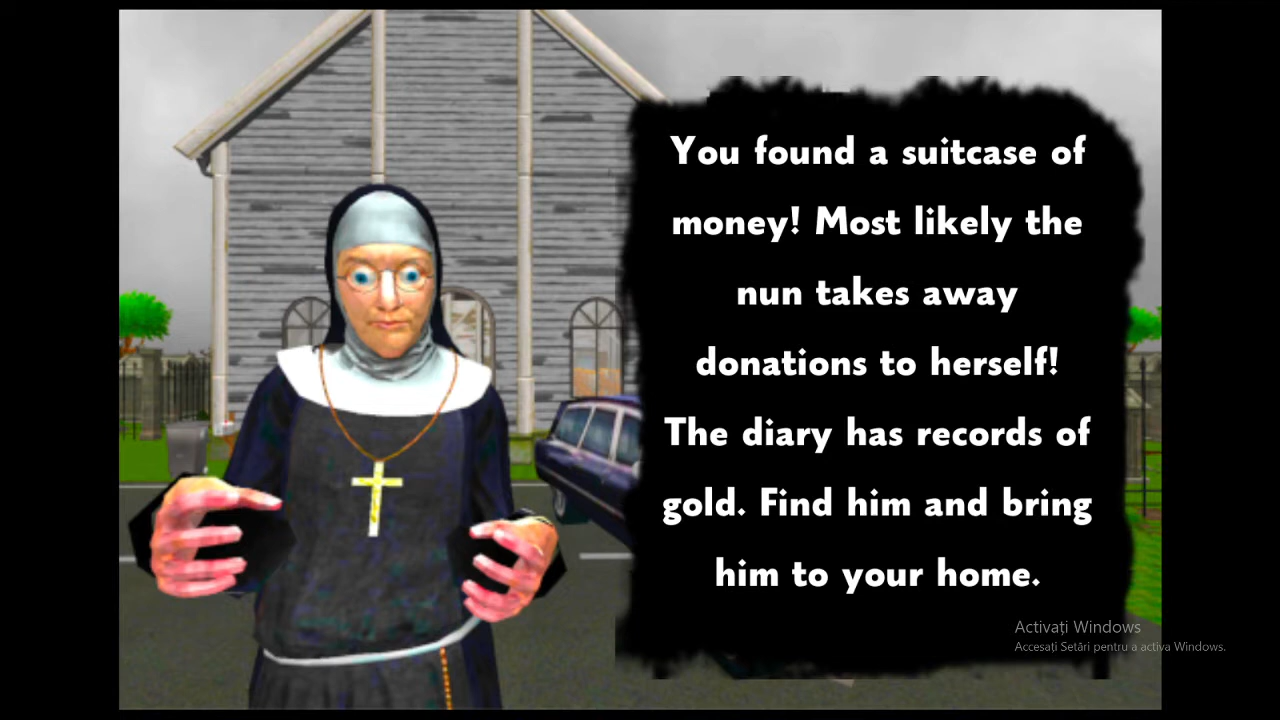 You found a suitcase of
money! Most likely the
nun takes away
donations to herself!
The diary has records of
gold. Find him and bring
him to your home.
Activați Windows
Accesați Setări pentru a activa Windows.